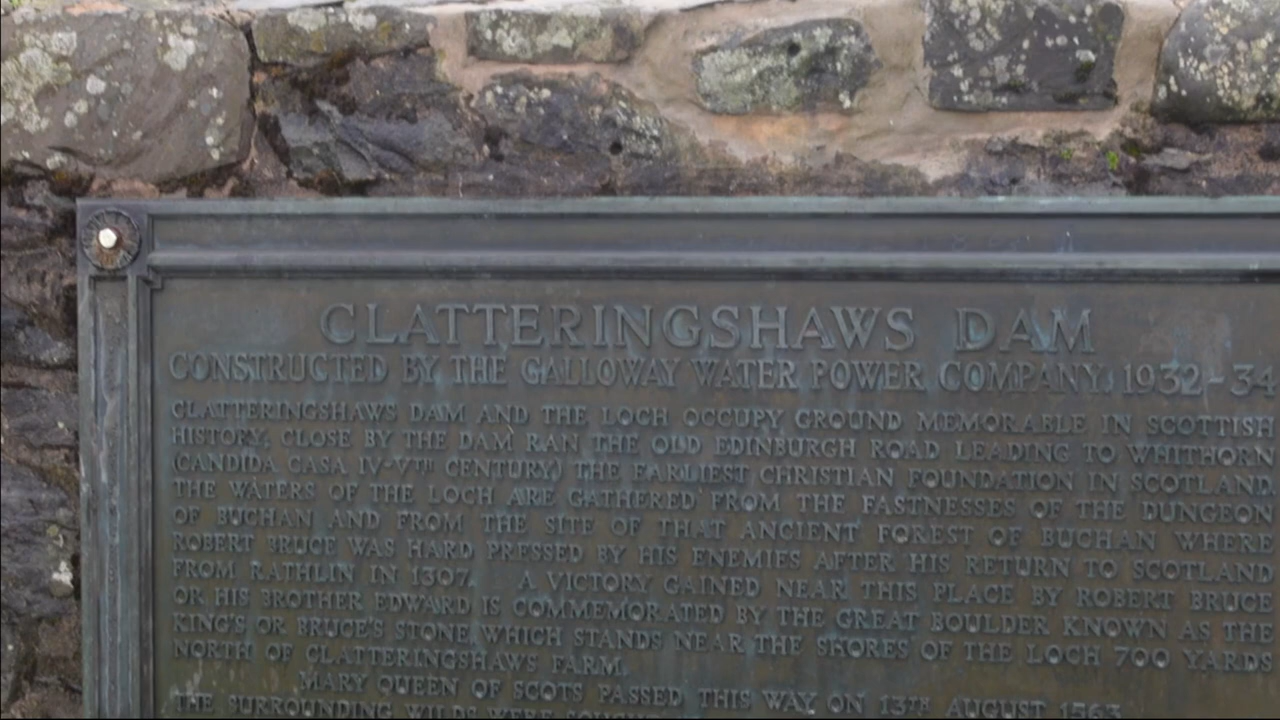 CLATTERINGSHAWS DAM
CONSTRUCTED BY THE GALLOWAY WATER POWER COMPANY. 1932-34
CLATTERINGSHAWS DAM AND THE LOCH OCCUPY GROUND MEMORABLE IN SCOTTISH
HISTORY. CLOSE BY THE DAM RAN THE OLD EDINBURGH ROAD LEADING TO WHITHORN
(CANDIDA CASA IV-VTH CENTURY) THE EARLIEST CHRISTIAN FOUNDATION IN SCOTLAND.
THE WATERS OF THE LOCH ARE GATHERED FROM THE FASTNESSES OF THE DUNGEON
OF BUCHAN AND FROM THE SITE OF THAT ANCIENT FOREST OF BUCHAN WHERE
ROBERT BRUCE WAS HARD PRESSED BY HIS ENEMIES AFTER HIS RETURN TO SCOTLAND
FROM RATHLIN IN 1307. A VICTORY GAINED NEAR THIS PLACE BY ROBERT BRUCE
OR HIS BROTHER EDWARD IS COMMEMORATED BY THE GREAT BOULDER KNOWN AS THE
KING'S OR BRUCE'S STONE, WHICH STANDS NEAR THE SHORES OF THE LOCH 700 YARDS
NORTH OF CLATTERINGSHAWS FARM.
MARY QUEEN OF SCOTS PASSED THIS WAY ON 13TH AUGUST 1563.
THE SURROUNDING WILDS WERE